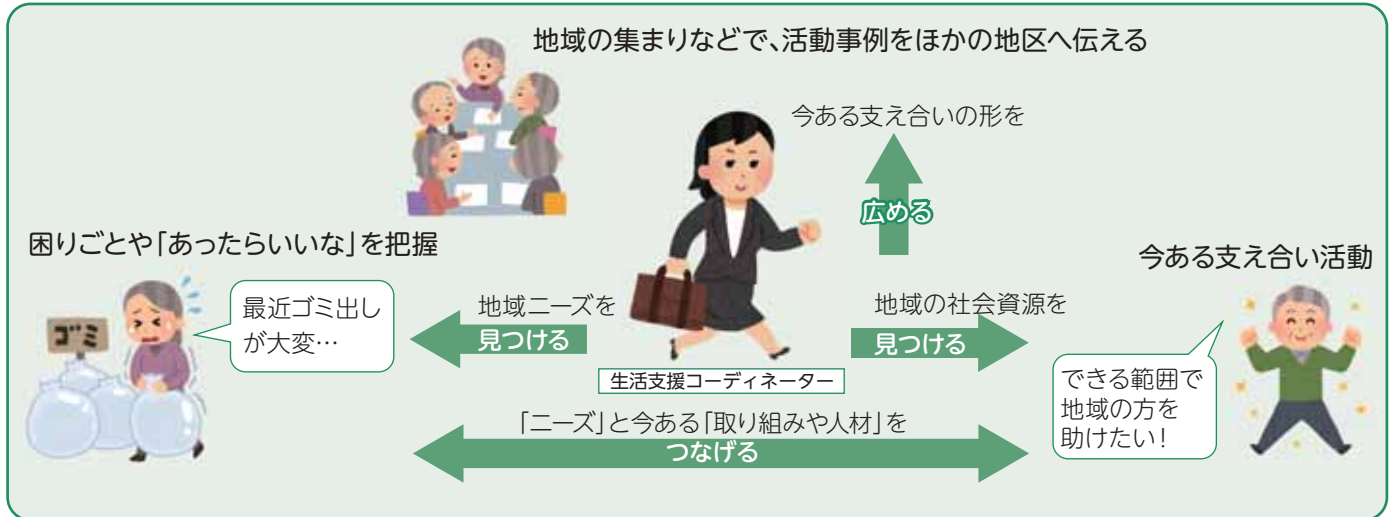 地域の集まりなどで、活動事例をほかの地区へ伝える
今ある支え合いの形を
広める
困りごとや「あったらいいな」を把握
今ある支え合い活動
ゴミ
最近ゴミ出し
が大変…
地域ニーズを
見つける
地域の社会資源を
見つける
できる範囲で
地域の方を
助けたい！
生活支援コーディネーター
「ニーズ」と今ある「取り組みや人材」を
つなげる